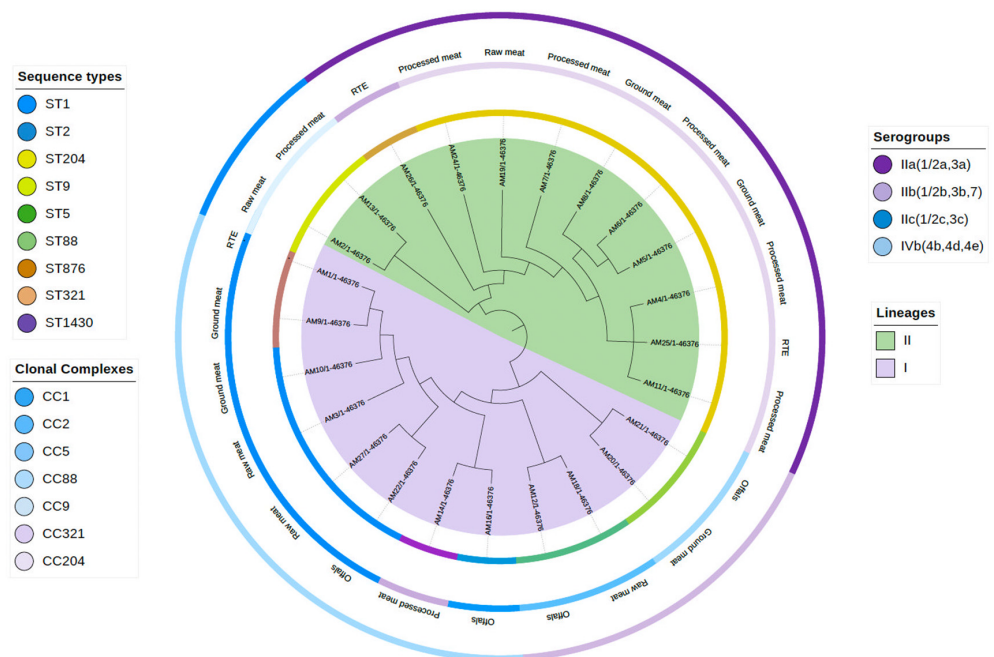 Sequence types
ST1
ST2
ST204
ST9
ST5
ST88
ST876
ST321
ST1430
Clonal Complexes
CC1
CC2
CC5
CC88
CC9
CC321
CC204
Serogroups
IIa(1/2a,3a)
IIb(1/2b,3b,7)
IIc(1/2c,3c)
IVb(4b,4d,4e)
Lineages
II
I
RTE
Processed meat
Raw meat
Processed meat
Ground meat
Processed meat
Ground meat
Processed meat
RTE
Processed meat
Offals
Ground meat
Raw meat
Offals
Offals
Processed meat
Offals
Raw meat
Raw meat
Ground meat
Ground meat
RTE
Raw meat
Processed meat
AM26/1-46376
AM24/1-46376
AM19/1-46376
AM7/1-46376
AM8/1-46376
AM6/1-46376
AM5/1-46376
AM4/1-46376
AM25/1-46376
AM11/1-46376
AM21/1-46376
AM20/1-46376
AM18/1-46376
AM12/1-46376
AM16/1-46376
AM14/1-46376
AM22/1-46376
AM27/1-46376
AM3/1-46376
AM10/1-46376
AM9/1-46376
AM1/1-46376
AM2/1-46376
AM13/1-46376